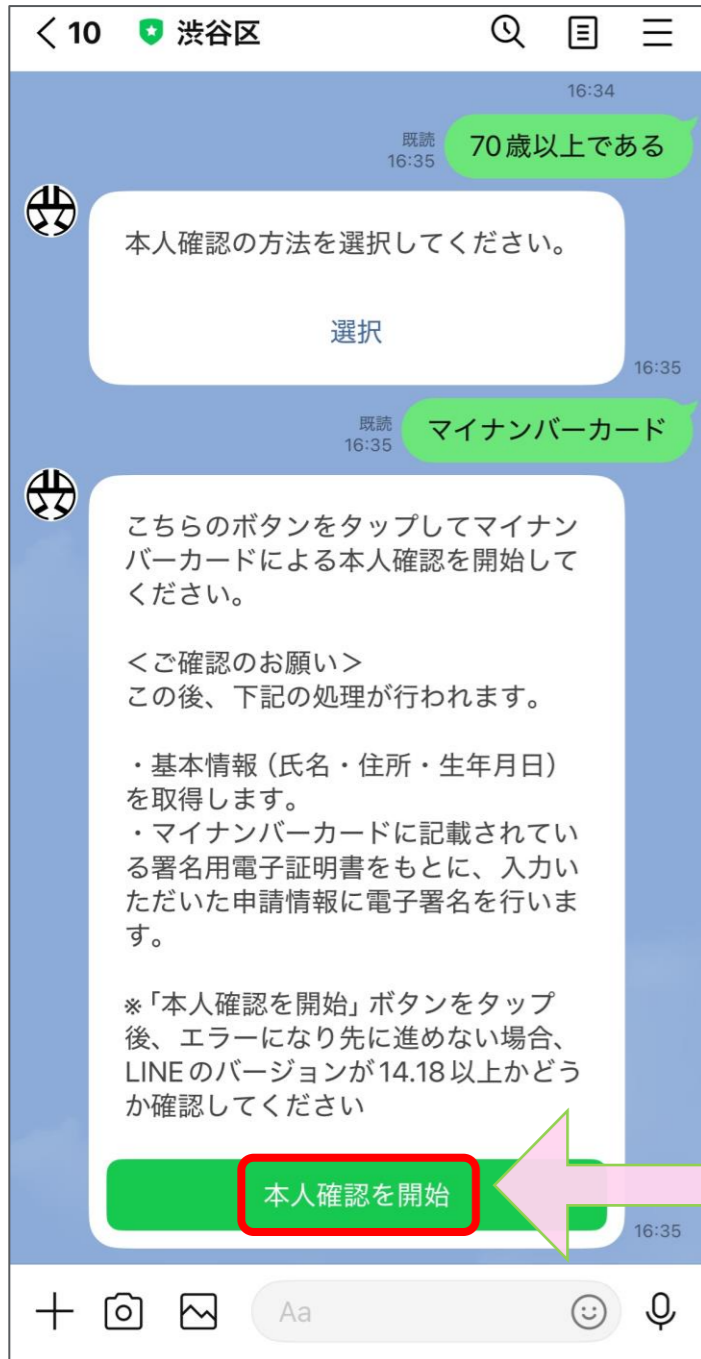 10 渋谷区
16:34
既読
16:35
70歳以上である
本人確認の方法を選択してください。
選択
16:35
既読
16:35
マイナンバーカード
こちらのボタンをタップしてマイナン
バーカードによる本人確認を開始して
ください。
<ご確認のお願い>
この後、下記の処理が行われます。
・基本情報(氏名・住所・生年月日)
を取得します。
・マイナンバーカードに記載されてい
る署名用電子証明書をもとに、入力い
ただいた申請情報に電子署名を行いま
す。
※「本人確認を開始」ボタンをタップ
後、エラーになり先に進めない場合、
LINEのバージョンが14.18以上かどう
か確認してください
本人確認を開始
16:35
Aa